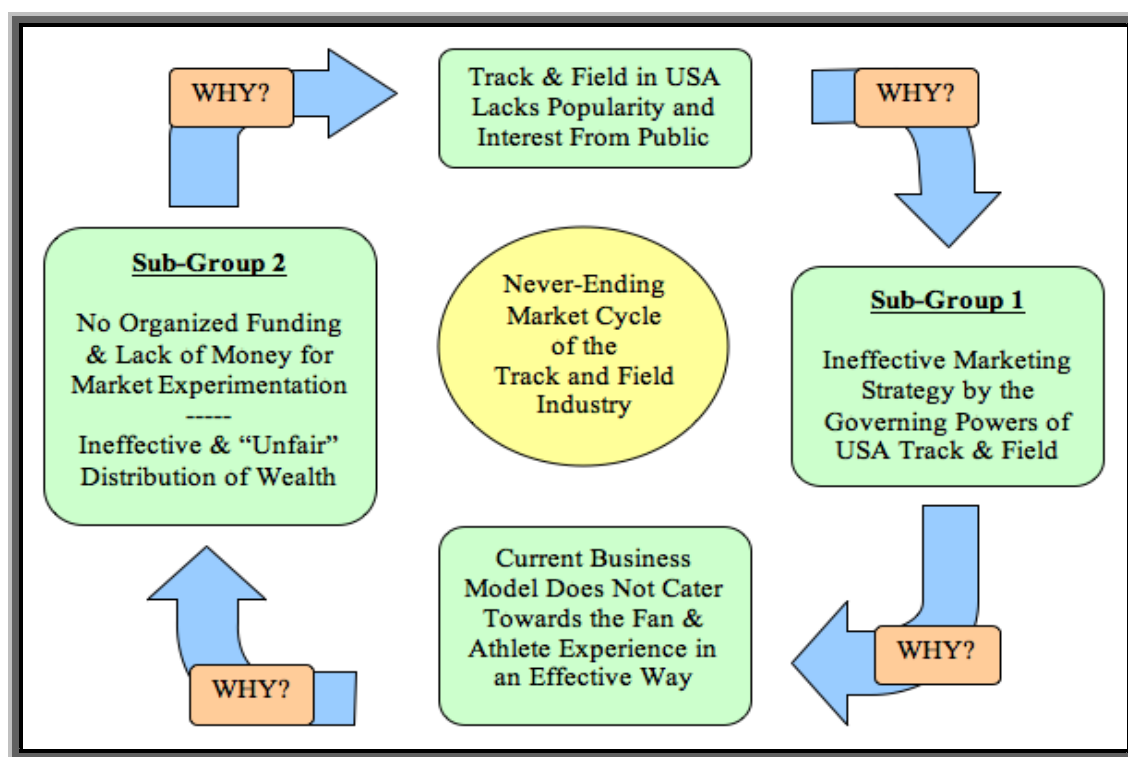 WHY?
Track & Field in USA
Lacks Popularity and
Interest From Public
WHY?
Sub-Group 2
No Organized Funding
& Lack of Money for
Market Experimentation
-----
Ineffective & “Unfair”
Distribution of Wealth
Never-Ending
Market Cycle
of the
Track and Field
Industry
Sub-Group 1
Ineffective Marketing
Strategy by the
Governing Powers of
USA Track & Field
WHY?
Current Business
Model Does Not Cater
Towards the Fan &
Athlete Experience in
an Effective Way
WHY?